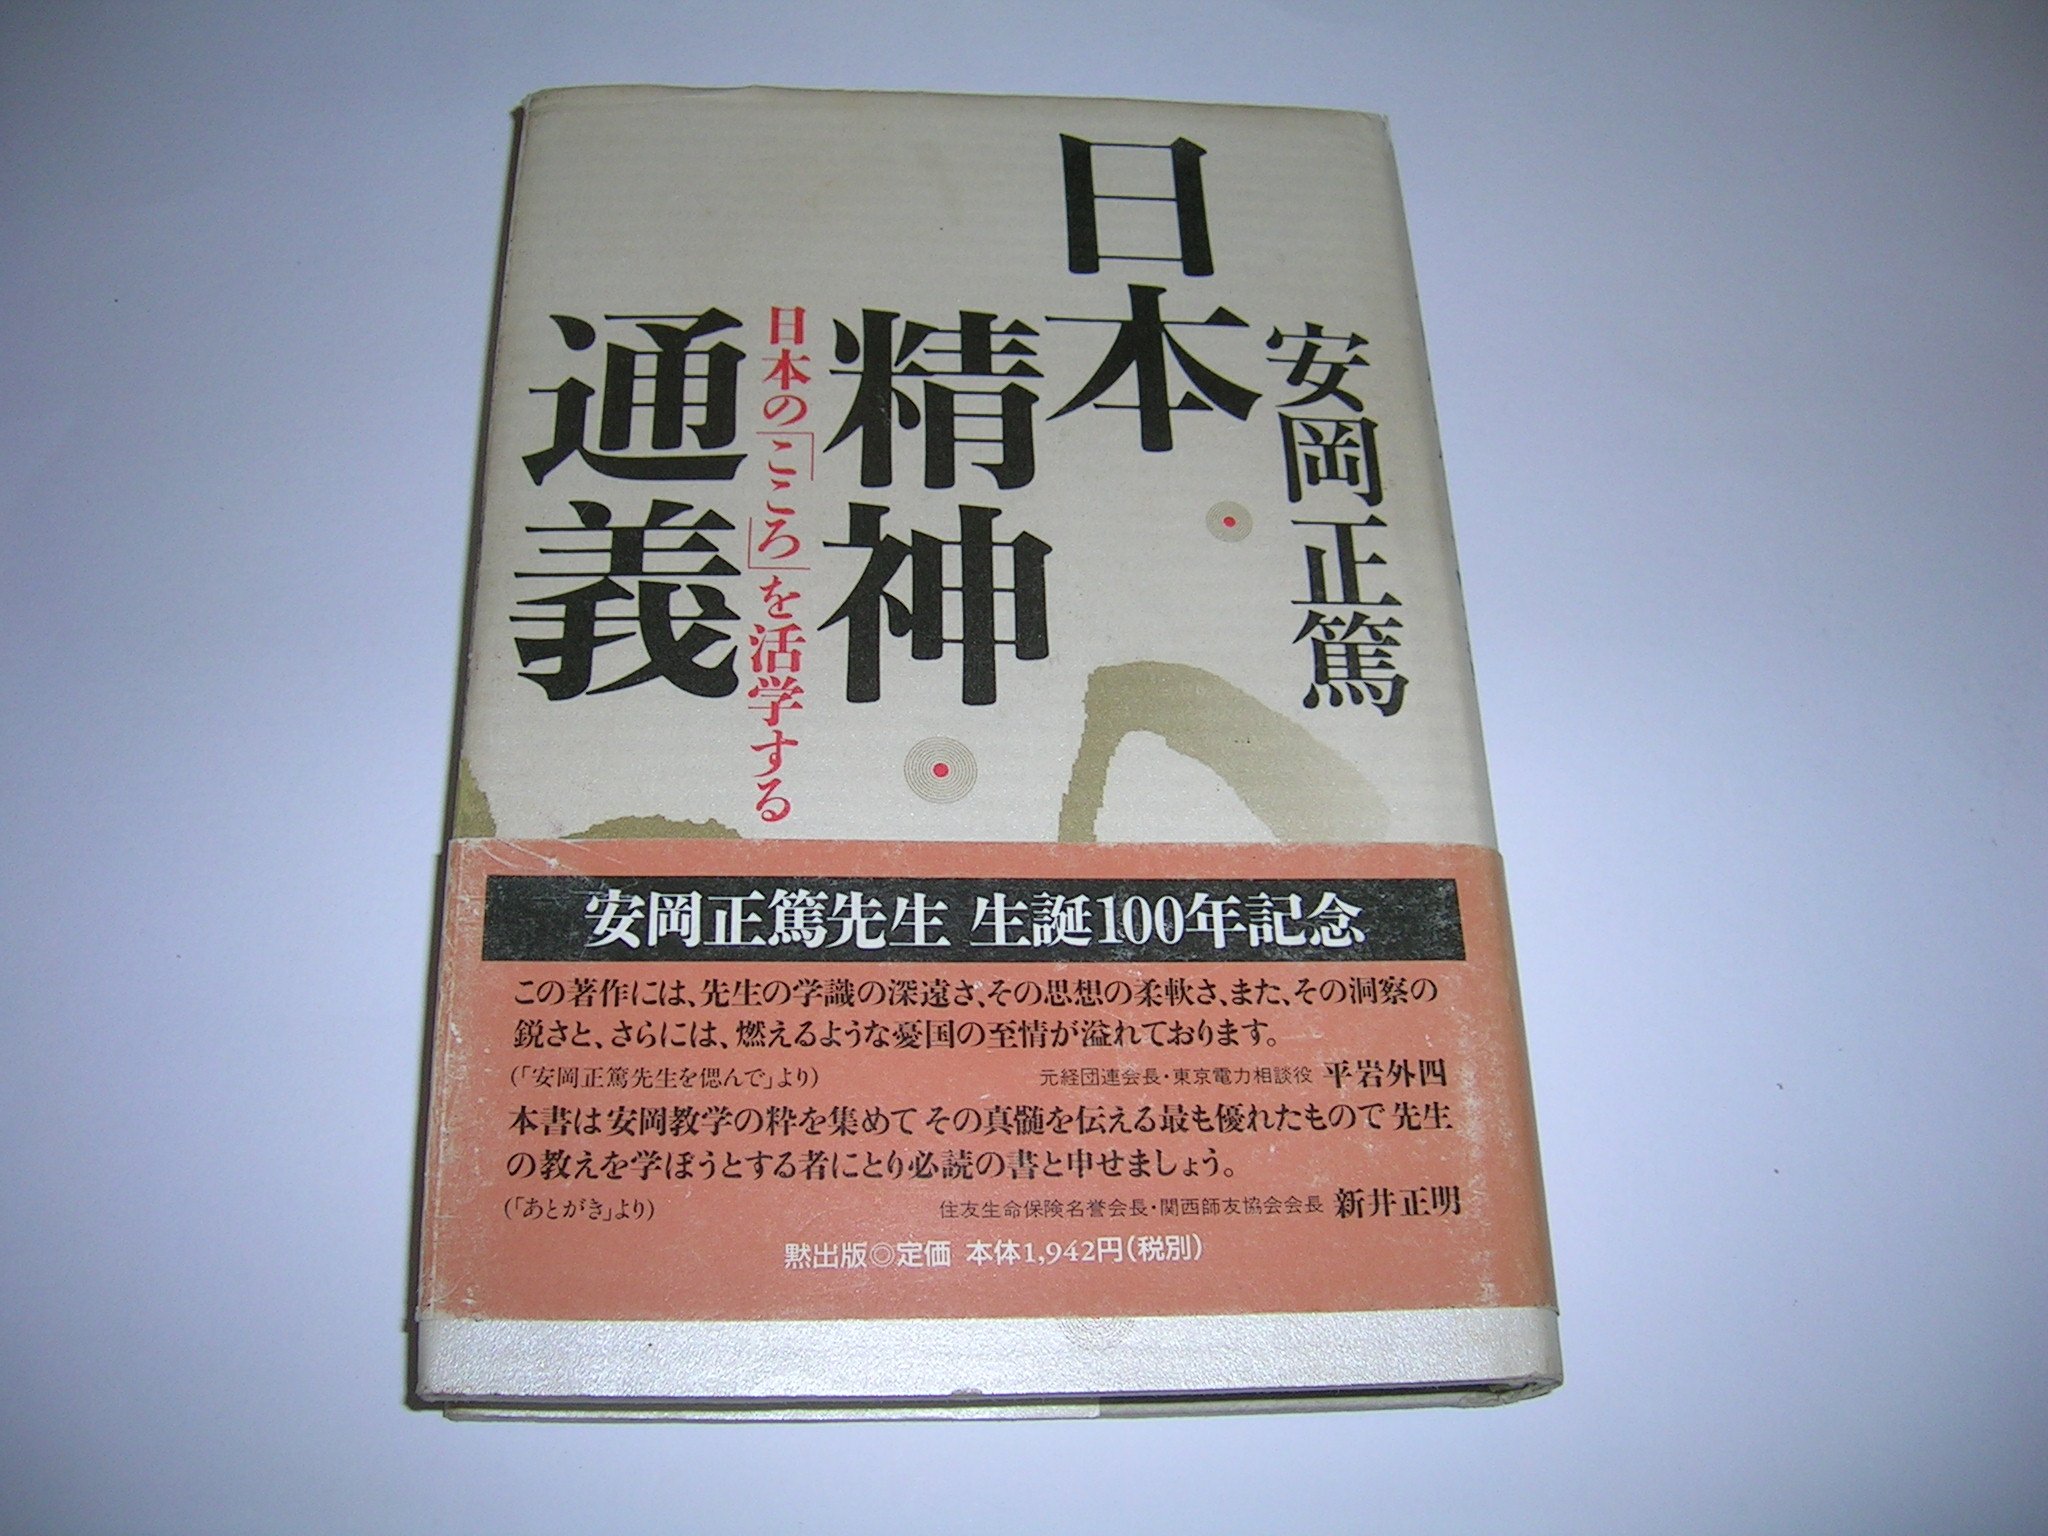 安岡正篤
日本
精神
日本の「こころ」を活学する
通義
安岡正篤先生 生誕100年記念
この著作には、先生の学識の深遠さ、その思想の柔軟さ、また、その洞察の
鋭さと、さらには、燃えるような憂国の至情が溢れております。
(「安岡正篤先生を偲んで」より) 元経団連会長・東京電力相談役 平岩外四
本書は安岡教学の粋を集めて その真髄を伝える最も優れたもので 先生
の教えを学ぼうとする者にとり必読の書と申せましょう。
(「あとがき」より) 住友生命保険名誉会長・関西師友協会会長 新井正明
黙出版◎定価 本体1,942円(税別)